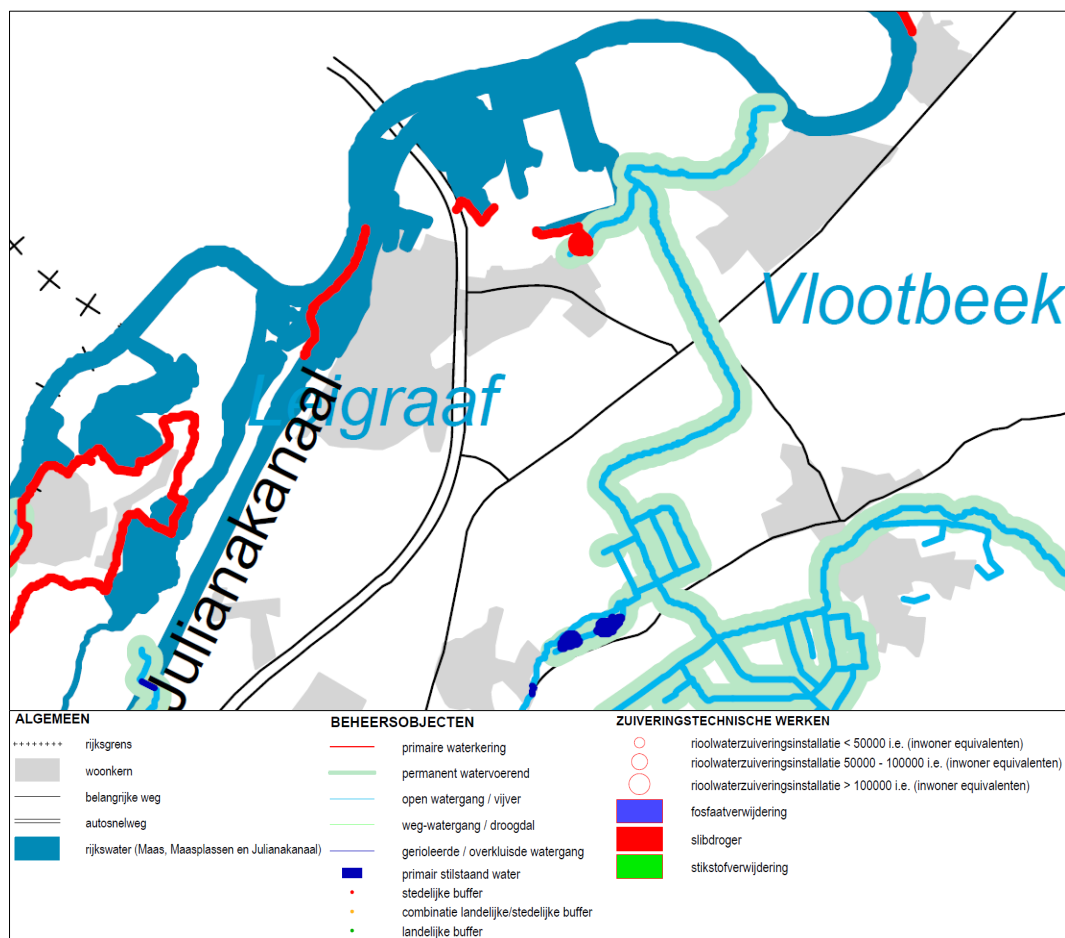 Vlootbeek
Leigraaf
Julianakanaal
ALGEMEEN
rijksgrens
woonkern
belangrijke weg
autosnelweg
rijkswater (Maas, Maasplassen en Julianakanaal)
BEHEERSOBJECTEN
primaire waterkering
permanent watervoerend
open watergang / vijver
weg-watergang / droogdal
gerioleerde / overkluisde watergang
primair stilstaand water
stedelijke buffer
combinatie landelijke/stedelijke buffer
landelijke buffer
ZUIVERINGSTECHNISCHE WERKEN
rioolwaterzuiveringsinstallatie < 50000 i.e. (inwoner equivalenten)
rioolwaterzuiveringsinstallatie 50000 - 100000 i.e. (inwoner equivalenten)
rioolwaterzuiveringsinstallatie > 100000 i.e. (inwoner equivalenten)
fosfaatverwijdering
slibdroger
stikstofverwijdering